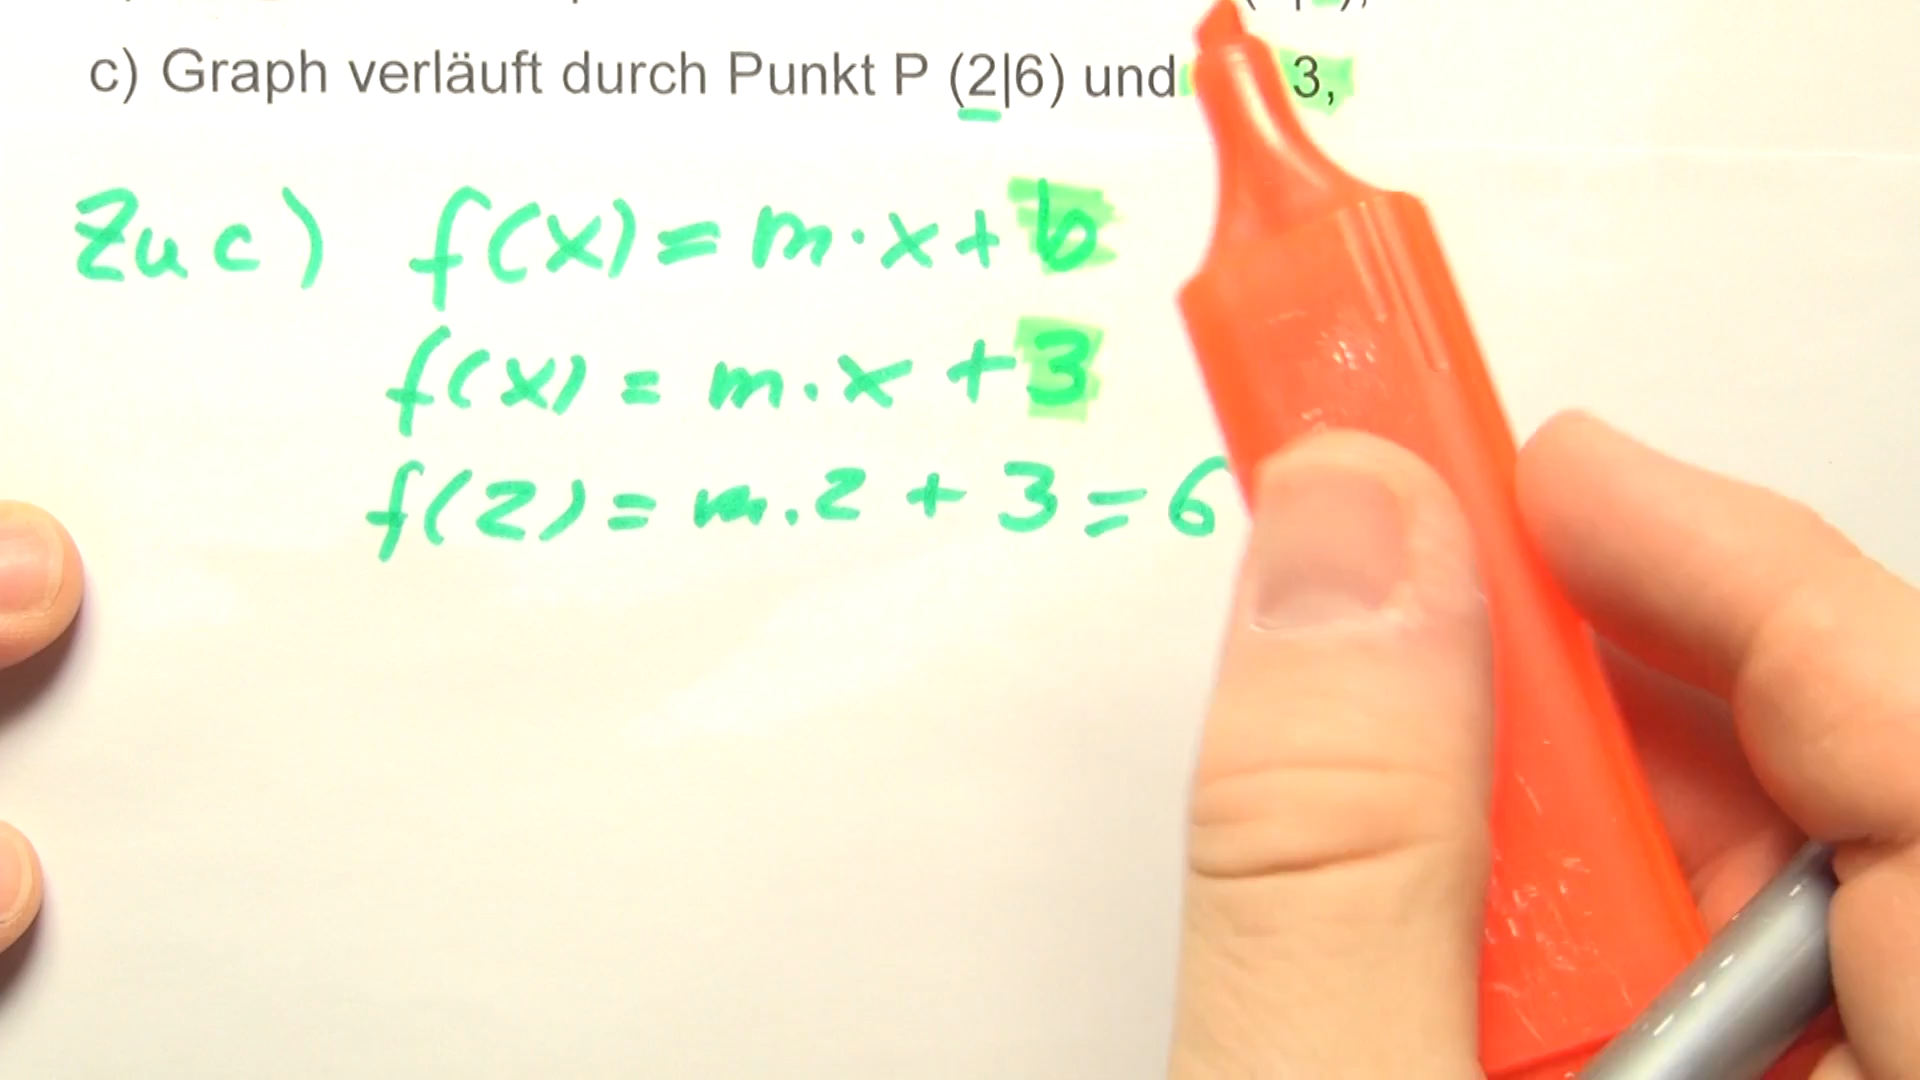 c) Graph verläuft durch Punkt P (2|6) und 3,
Zu c) f(x) = m·x + b
f(x) = m·x + 3
f(2) = m·2 + 3 = 6